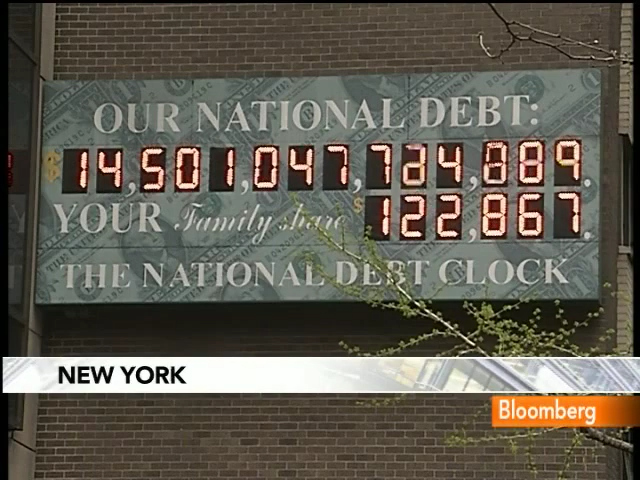 OUR NATIONAL DEBT:
$14,501,047,724,889.
YOUR Family share $122,867.
THE NATIONAL DEBT CLOCK
NEW YORK
Bloomberg